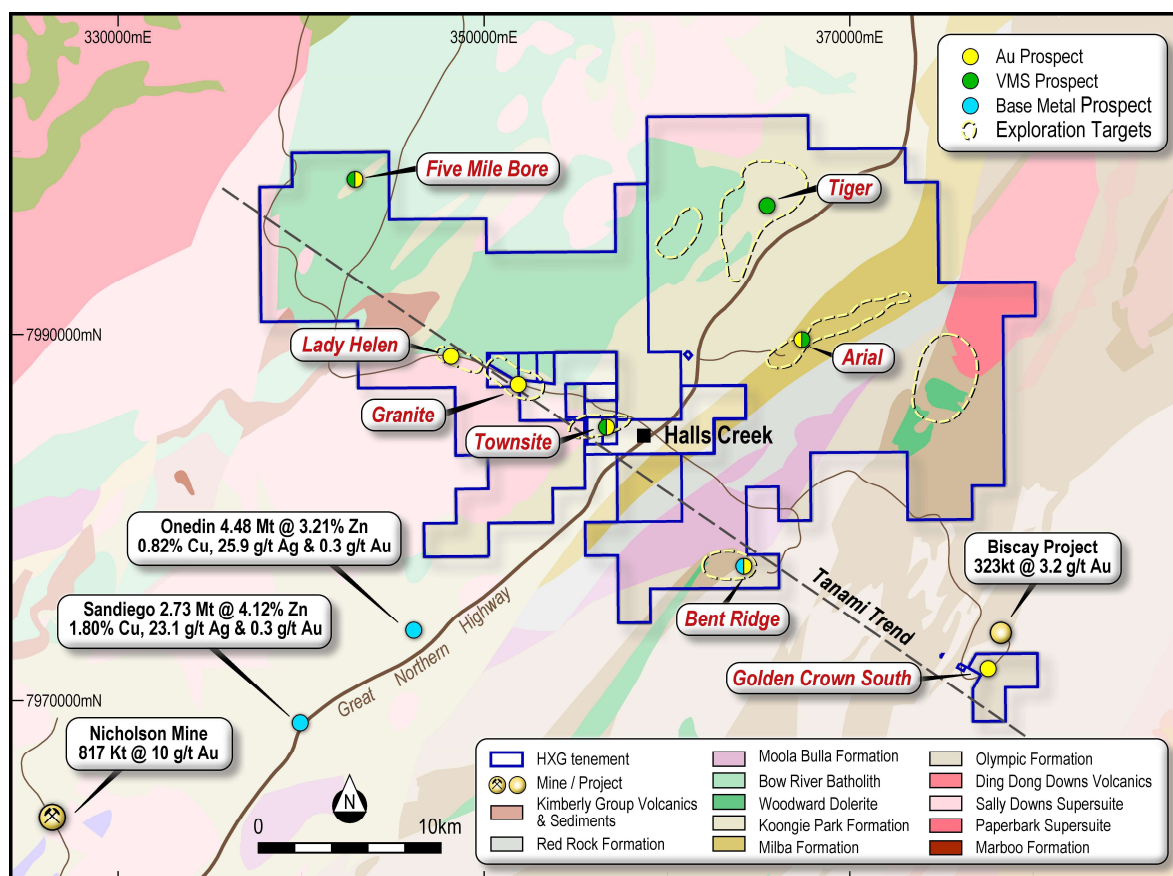 330000mE
350000mE
370000mE
Au Prospect
VMS Prospect
Base Metal Prospect
Exploration Targets
Five Mile Bore
Tiger
7990000mN
Lady Helen
Arial
Granite
Townsite
Halls Creek
Onedin 4.48 Mt @ 3.21% Zn
0.82% Cu, 25.9 g/t Ag & 0.3 g/t Au
Biscay Project
323kt @ 3.2 g/t Au
Sandiego 2.73 Mt @ 4.12% Zn
1.80% Cu, 23.1 g/t Ag & 0.3 g/t Au
Tanami Trend
Bent Ridge
Great Northern Highway
Golden Crown South
7970000mN
Nicholson Mine
817 Kt @ 10 g/t Au
N
0 10km
HXG tenement
Mine / Project
Kimberly Group Volcanics
& Sediments
Red Rock Formation
Moola Bulla Formation
Bow River Batholith
Woodward Dolerite
Koongie Park Formation
Milba Formation
Olympic Formation
Ding Dong Downs Volcanics
Sally Downs Supersuite
Paperbark Supersuite
Marboo Formation